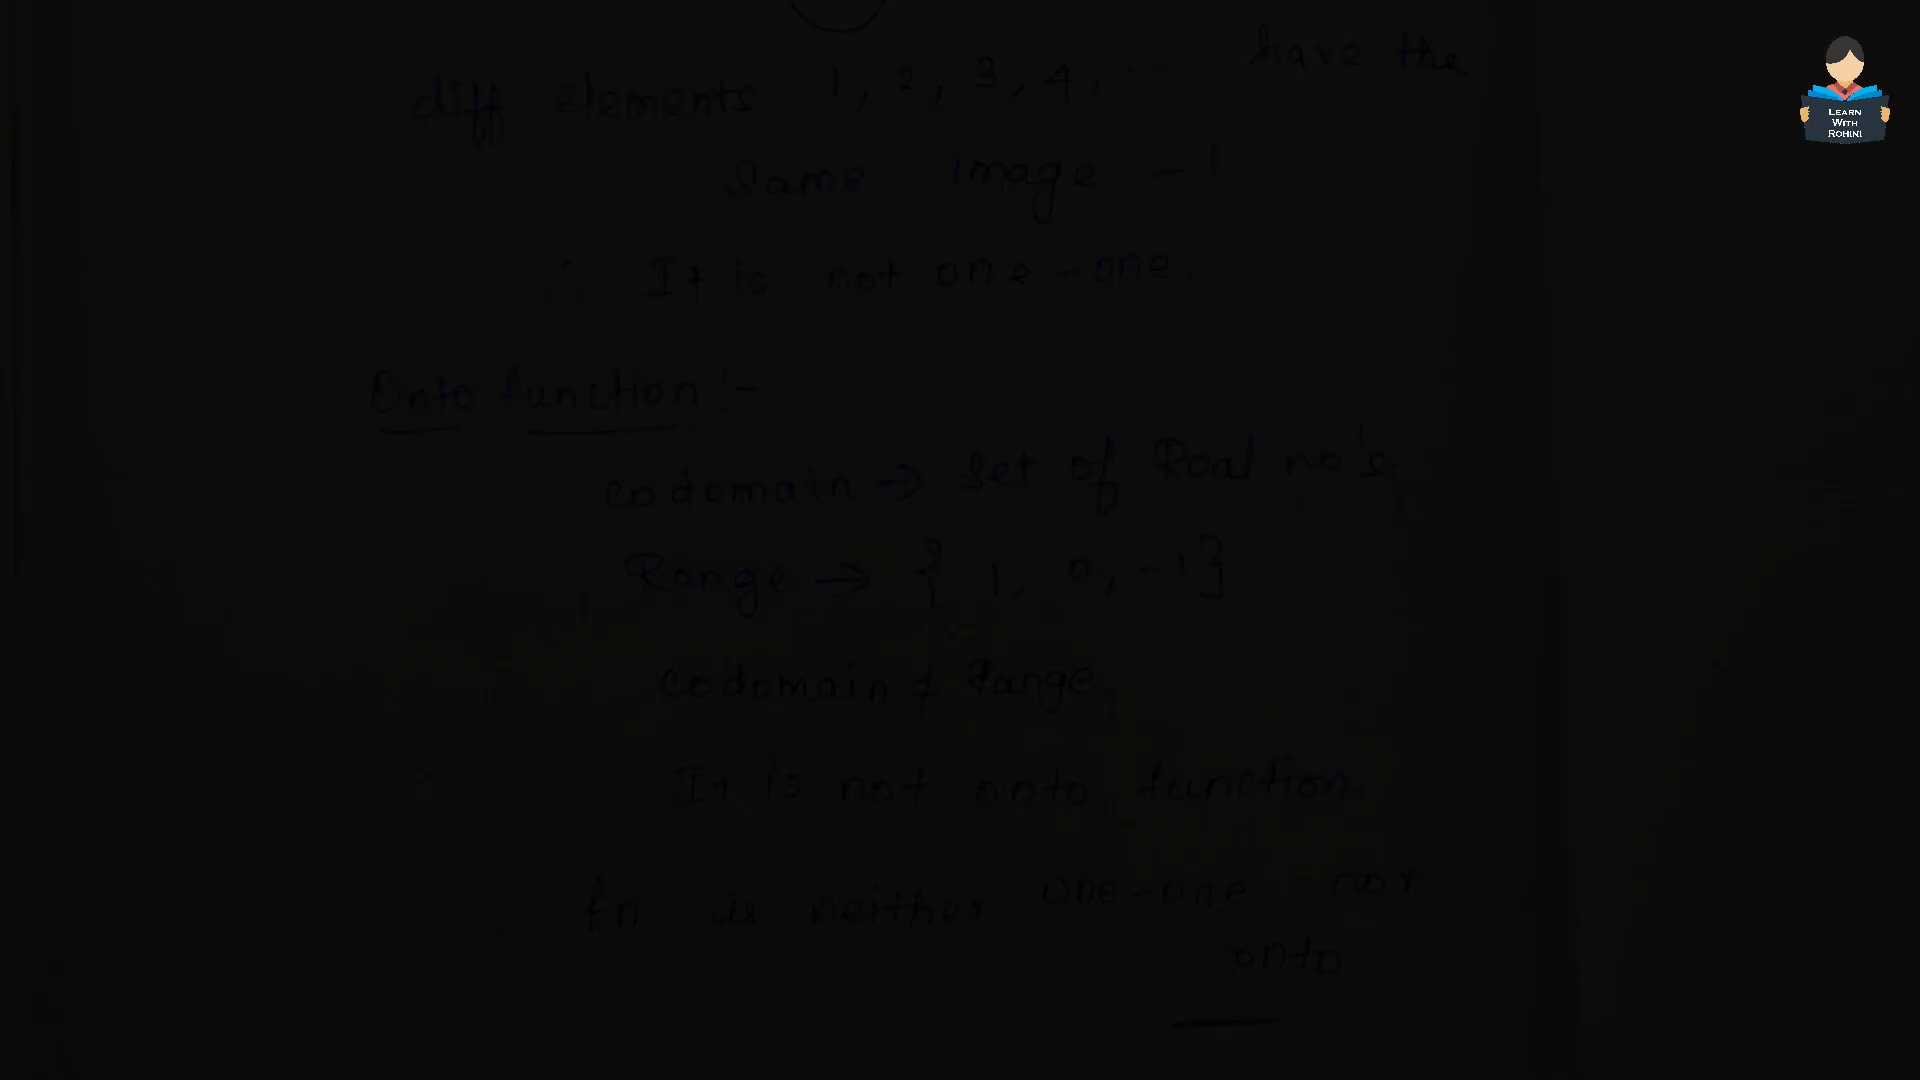 diff elements 1, 2, 3, 4, have the
same image - 1
∴ It is not one-one.
Onto function :-
codomain → Set of Real no's
Range → { 1, 0, -1}
codomain ≠ Range
It is not onto function.
fn is neither one-one nor
onto.
LEARN
WITH
ROHINI